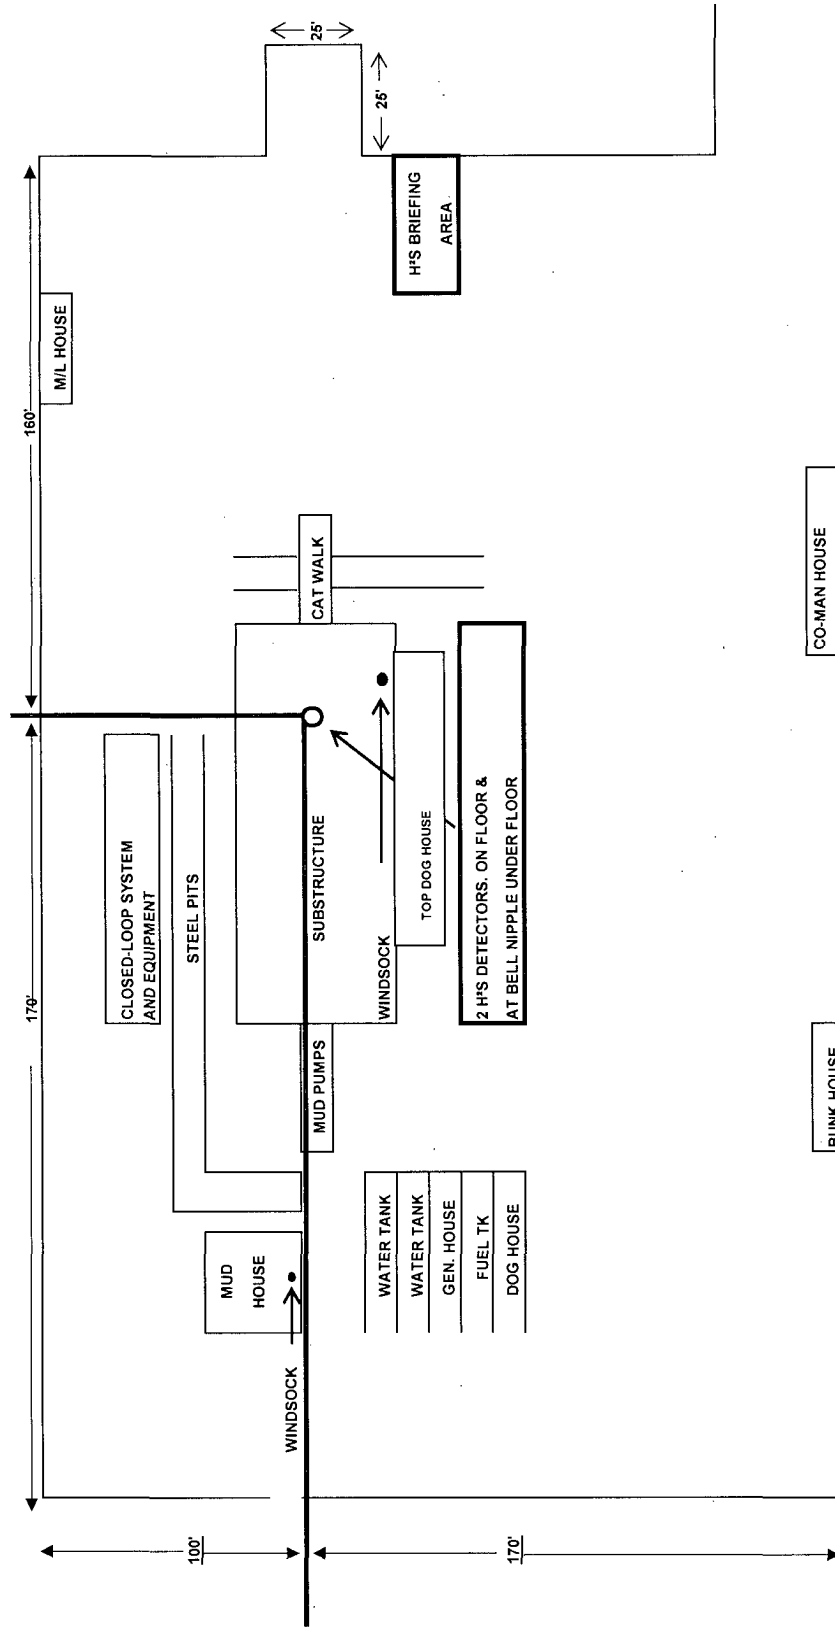 170'
160'
M/L HOUSE
25'
25'
H²S BRIEFING
AREA
CLOSED-LOOP SYSTEM
AND EQUIPMENT
STEEL PITS
CAT WALK
SUBSTRUCTURE
MUD PUMPS
WINDSOCK
TOP DOG HOUSE
2 H²S DETECTORS. ON FLOOR &
AT BELL NIPPLE UNDER FLOOR
MUD
HOUSE
WINDSOCK
WATER TANK
WATER TANK
GEN. HOUSE
FUEL TK
DOG HOUSE
100'
170'
CO-MAN HOUSE
BUNK HOUSE